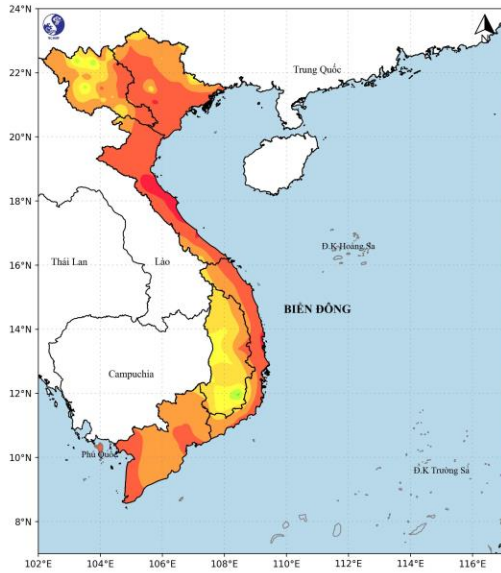 24°N
22°N
20°N
18°N
16°N
14°N
12°N
10°N
8°N
Trung Quốc
Thái Lan
Lào
Đ.K Hoàng Sa
BIỂN ĐÔNG
Campuchia
Phú Quốc
Đ.K Trường Sa
102°E 104°E 106°E 108°E 110°E 112°E 114°E 116°E